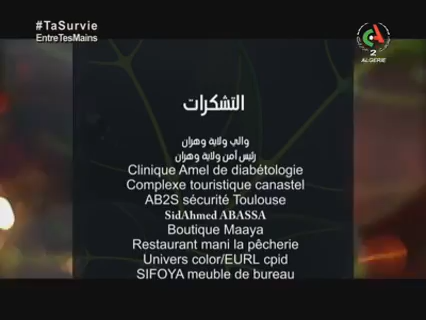 #TaSurvie
EntreTesMains
2
ALGERIE
التشكرات
والي ولاية وهران
رئيس أمن ولاية وهران
Clinique Amel de diabétologie
Complexe touristique canastel
AB2S sécurité Toulouse
SidAhmed ABASSA
Boutique Maaya
Restaurant mani la pêcherie
Univers color/EURL cpid
SIFOYA meuble de bureau